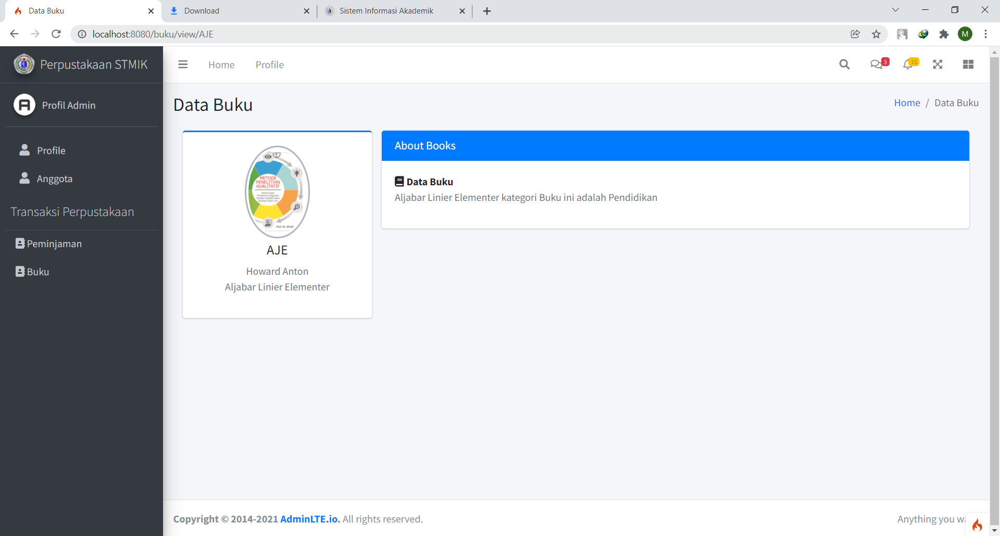 Data Buku
Download
Sistem Informasi Akademik
localhost:8080/buku/view/AJE
M
Perpustakaan STMIK
Home
Profile
3
15
Profil Admin
Data Buku
Home / Data Buku
Profile
Anggota
Transaksi Perpustakaan
Peminjaman
Buku
METODE
PENELITIAN
KUALITATIF
AJE
Howard Anton
Aljabar Linier Elementer
About Books
Data Buku
Aljabar Linier Elementer kategori Buku ini adalah Pendidikan
Copyright © 2014-2021 AdminLTE.io. All rights reserved.
Anything you